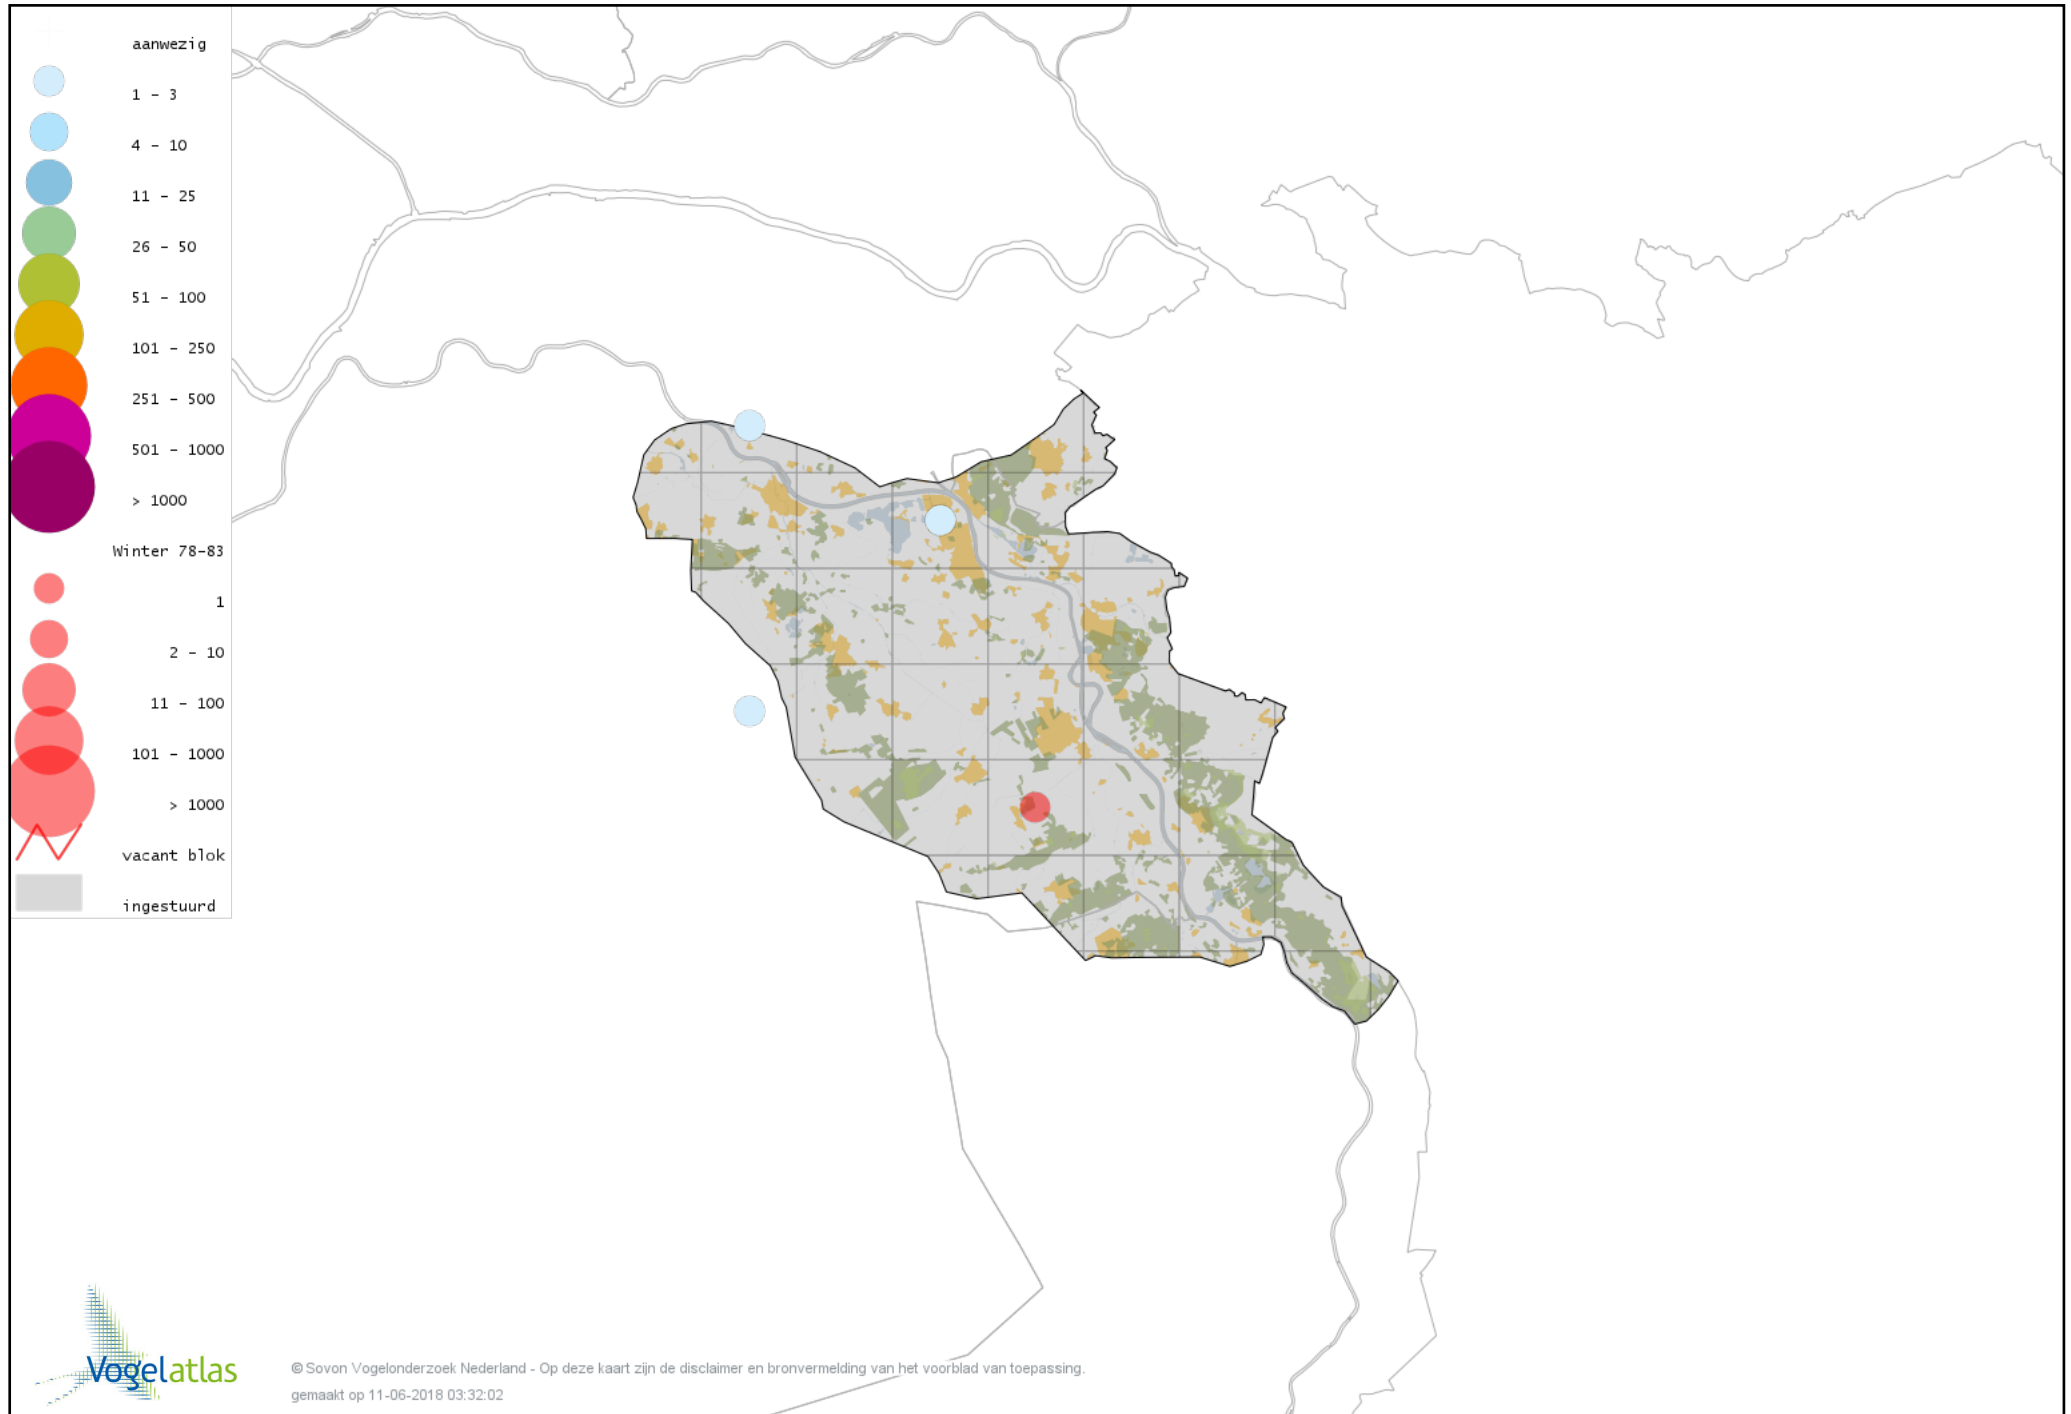 aanwezig
1 - 3
4 - 10
11 - 25
26 - 50
51 - 100
101 - 250
251 - 500
501 - 1000
> 1000
Winter 78-83
1
2 - 10
11 - 100
101 - 1000
> 1000
vacant blok
ingestuurd
Vogelatlas
© Sovon Vogelonderzoek Nederland - Op deze kaart zijn de disclaimer en bronvermelding van het voorblad van toepassing.
gemaakt op 11-06-2018 03:32:02